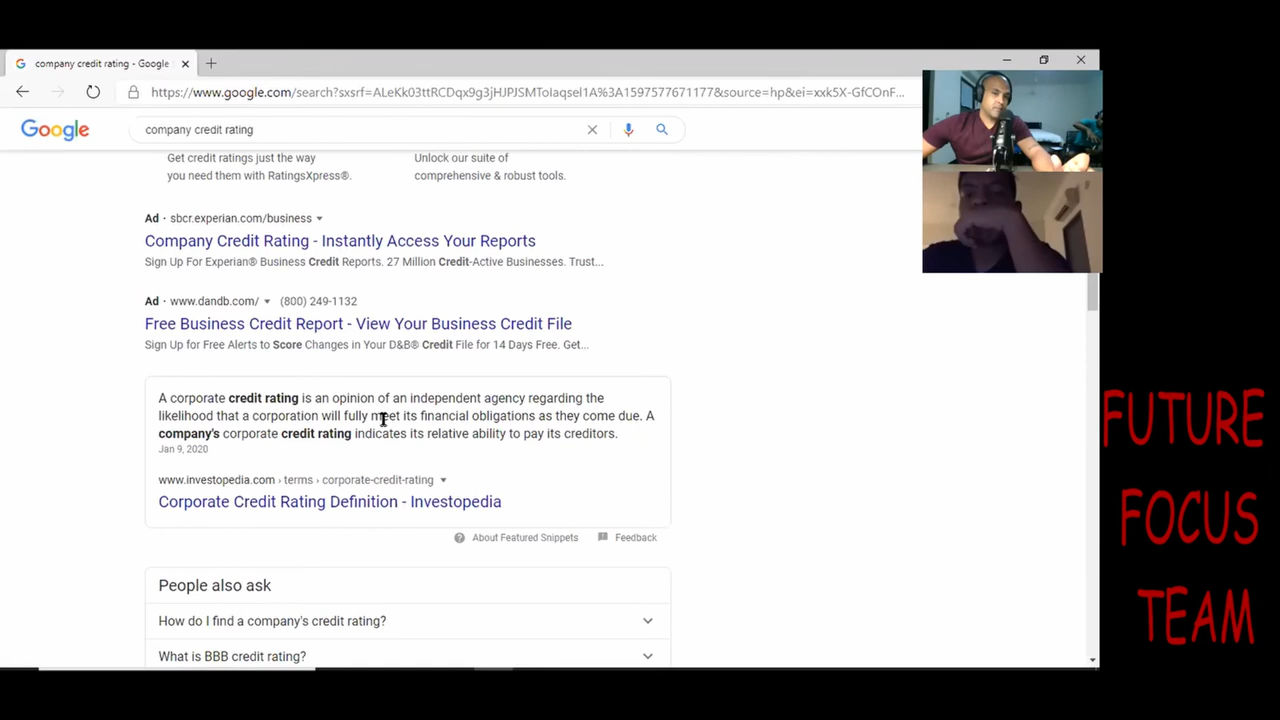 company credit rating - Google
https://www.google.com/search?sxsrf=ALeKk03ttRCDqx9g3jHJPJSMToIaqsel1A%3A1597577671177&source=hp&ei=xxk5X-GfCOnF...
Google
company credit rating
Get credit ratings just the way
you need them with RatingsXpress®.
Unlock our suite of
comprehensive & robust tools.
Ad · sbcr.experian.com/business
Company Credit Rating - Instantly Access Your Reports
Sign Up For Experian® Business Credit Reports. 27 Million Credit-Active Businesses. Trust...
Ad · www.dandb.com/ (800) 249-1132
Free Business Credit Report - View Your Business Credit File
Sign Up for Free Alerts to Score Changes in Your D&B® Credit File for 14 Days Free. Get...
A corporate credit rating is an opinion of an independent agency regarding the
likelihood that a corporation will fully meet its financial obligations as they come due. A
company's corporate credit rating indicates its relative ability to pay its creditors.
Jan 9, 2020
www.investopedia.com › terms › corporate-credit-rating
Corporate Credit Rating Definition - Investopedia
About Featured Snippets
Feedback
People also ask
How do I find a company's credit rating?
What is BBB credit rating?
FUTURE
FOCUS
TEAM